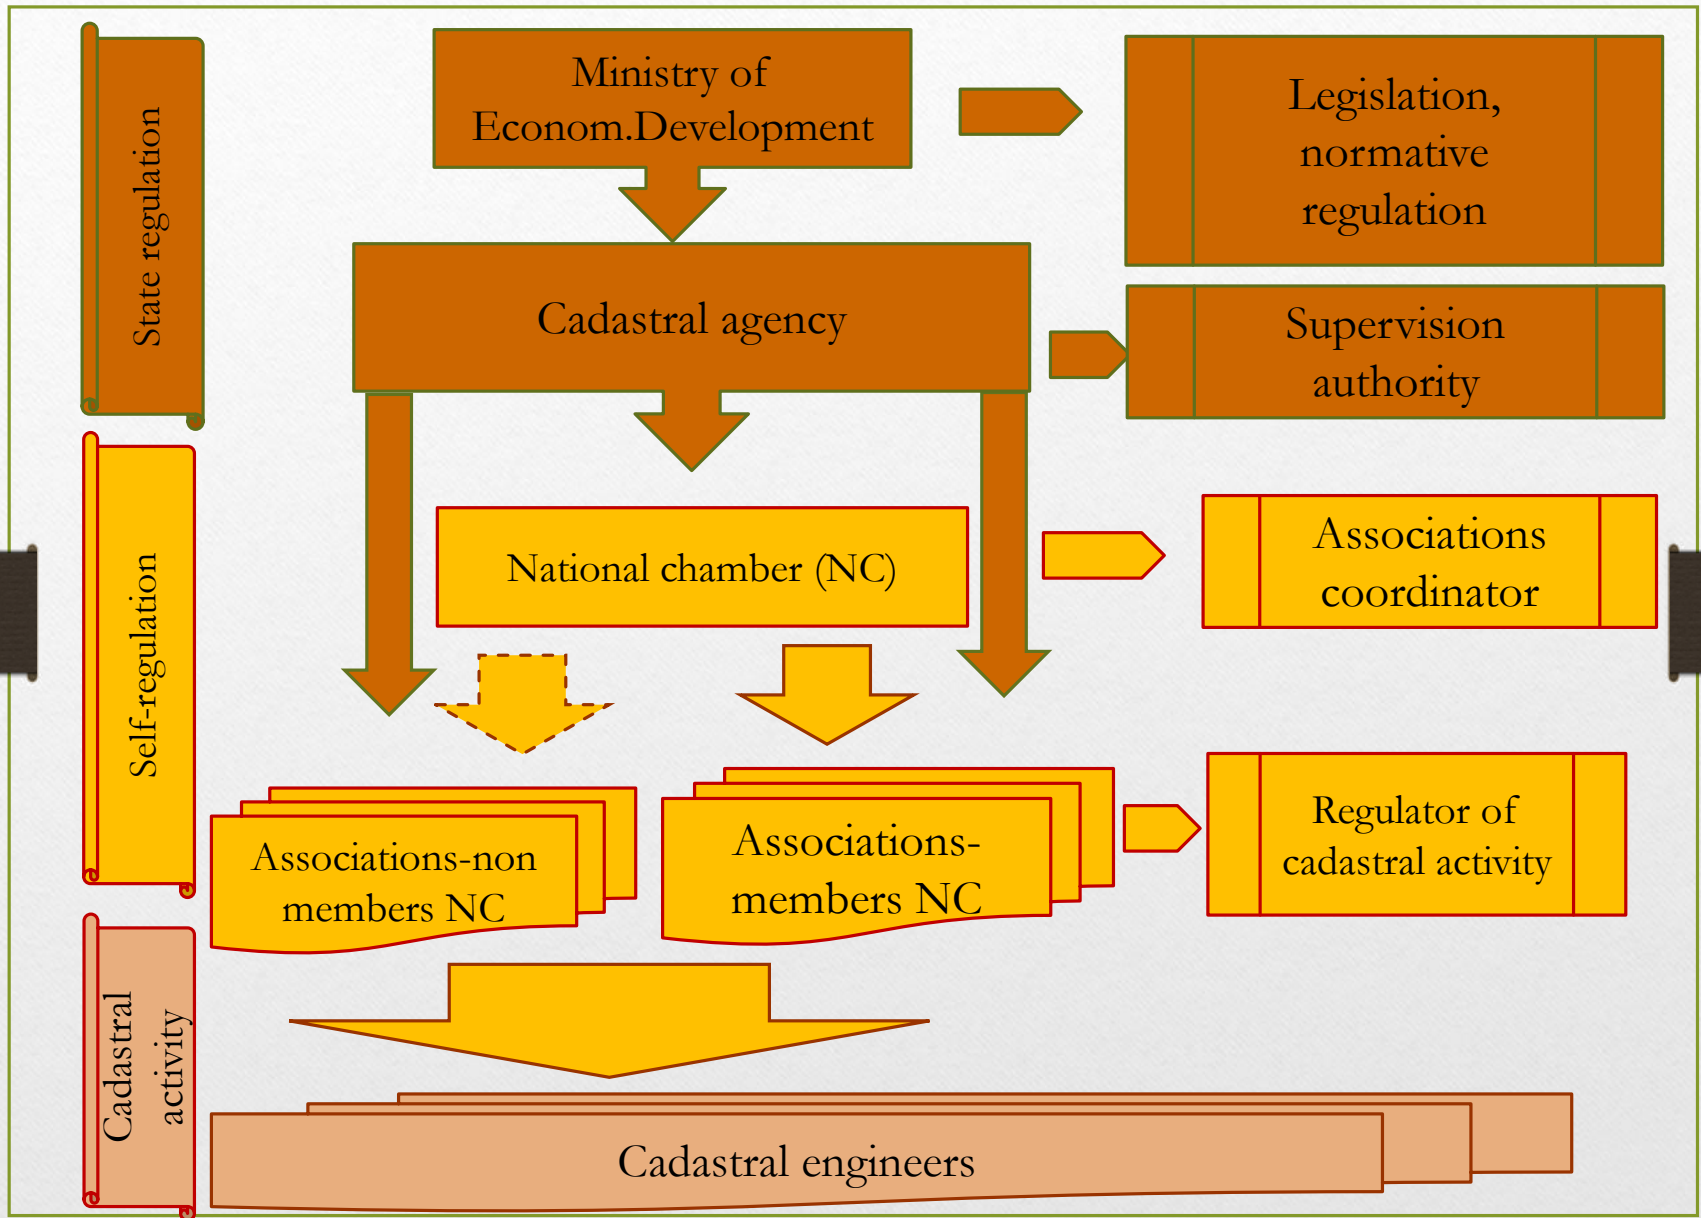 State regulation
Ministry of
Econom.Development
Legislation,
normative
regulation
Cadastral agency
Supervision
authority
Self-regulation
National chamber (NC)
Associations
coordinator
Associations-non
members NC
Associations-
members NC
Regulator of
cadastral activity
Cadastral
activity
Cadastral engineers